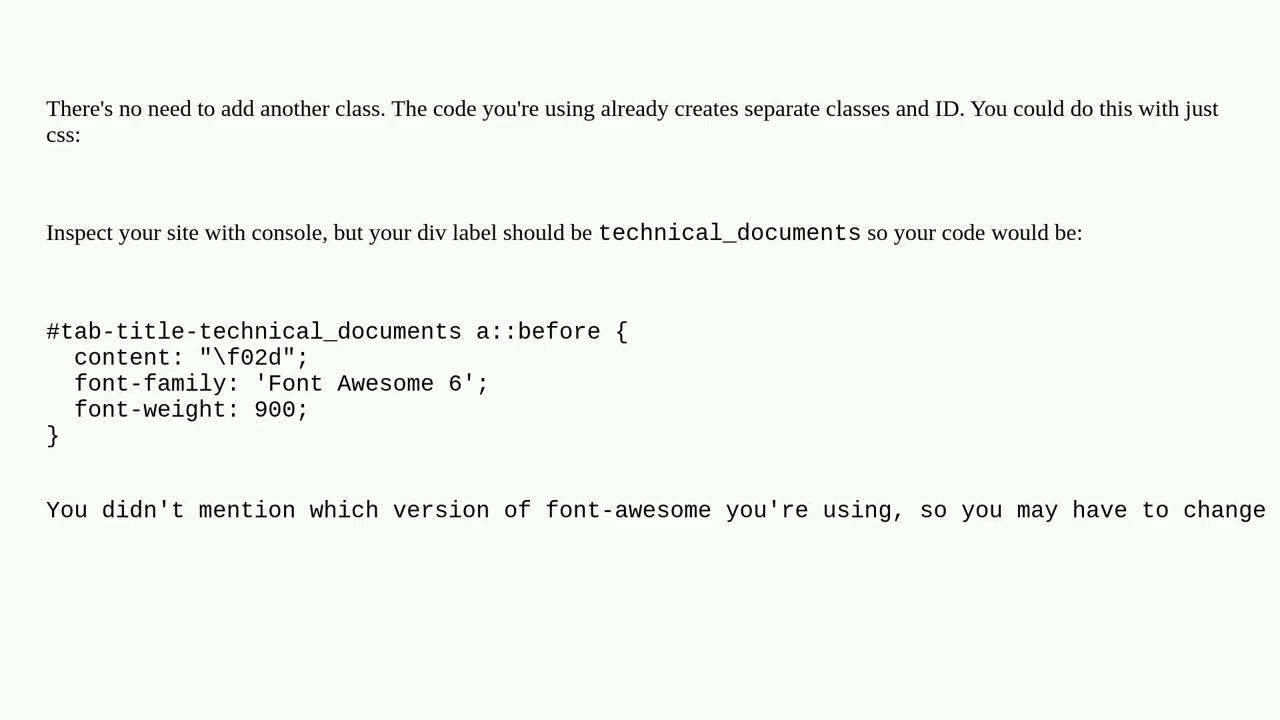 There's no need to add another class. The code you're using already creates separate classes and ID. You could do this with just
css:
Inspect your site with console, but your div label should be technical_documents so your code would be:
#tab-title-technical_documents a::before {
  content: "\f02d";
  font-family: 'Font Awesome 6';
  font-weight: 900;
}
You didn't mention which version of font-awesome you're using, so you may have to change